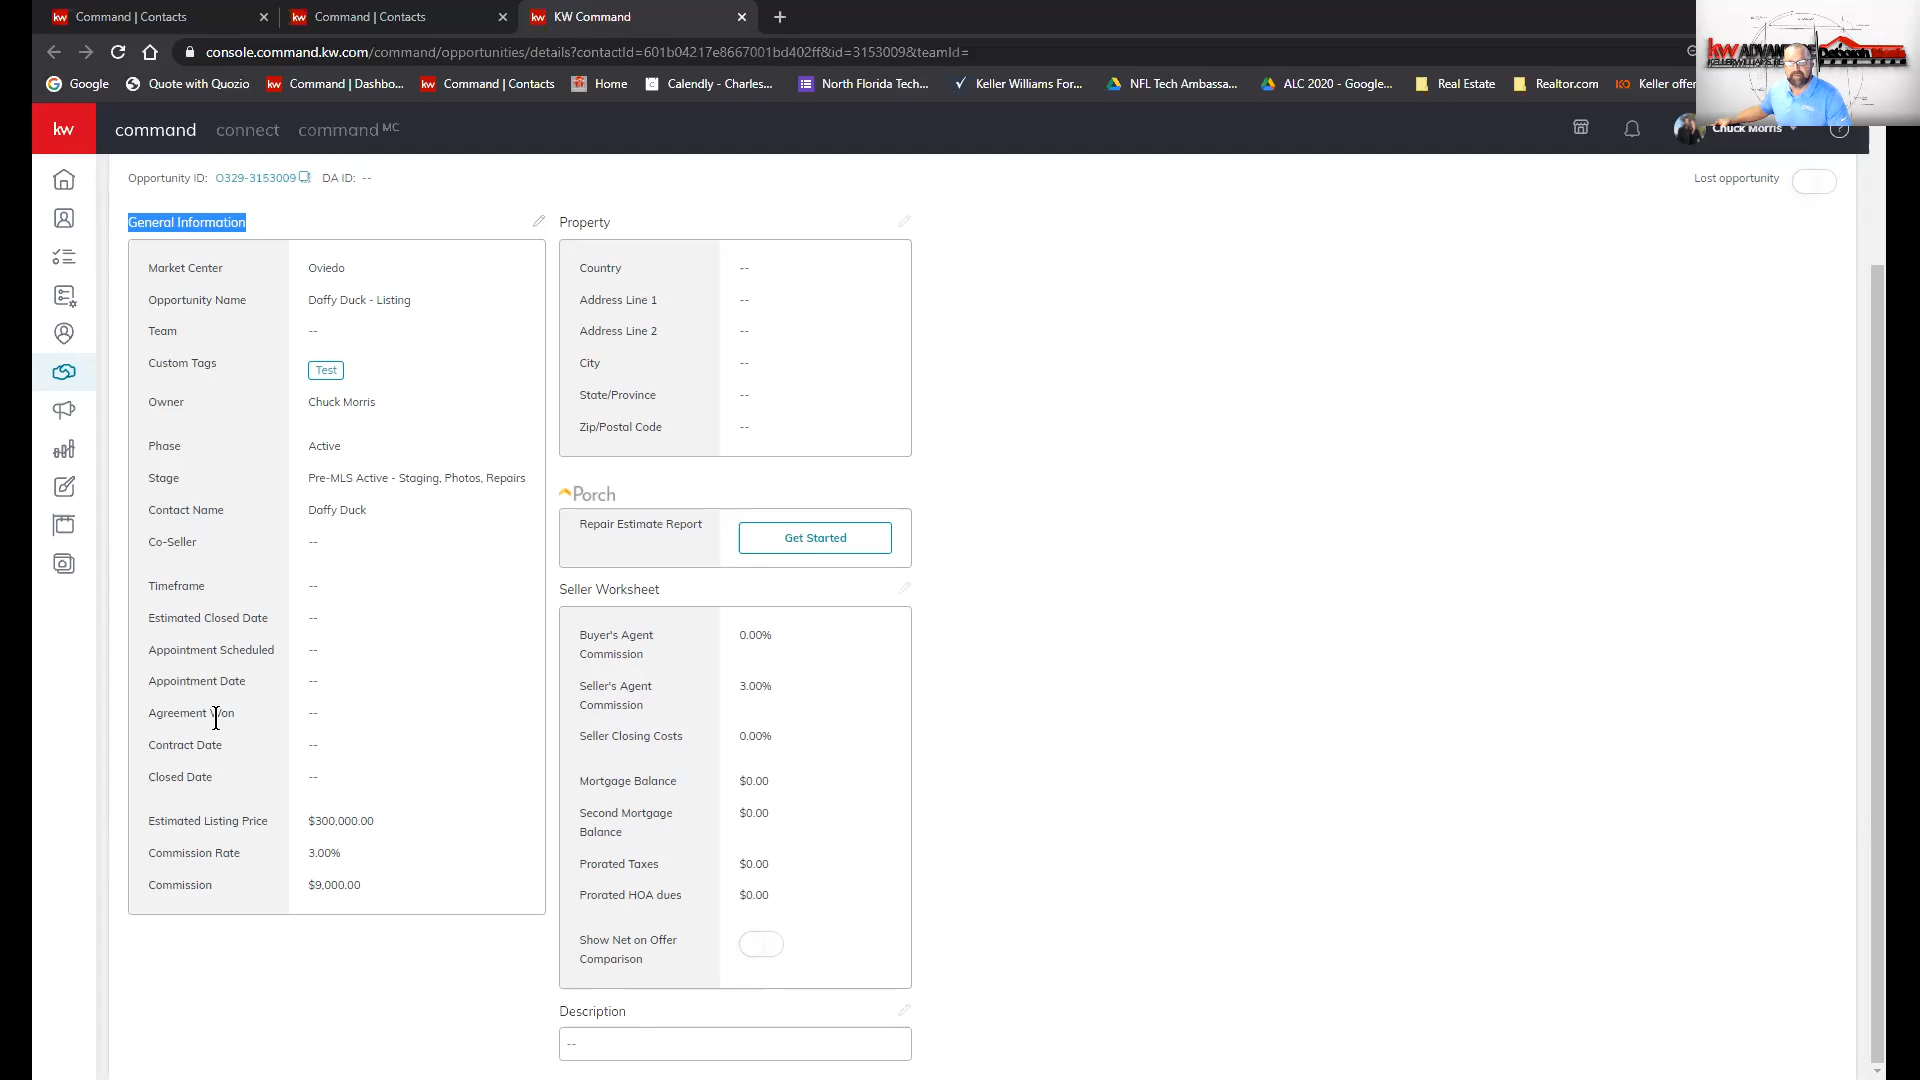 Command | Contacts
Command | Contacts
KW Command
console.command.kw.com/command/opportunities/details?contactId=601b04217e8667001bd402ff&id=3153009&teamId=
Google
Quote with Quozio
Command | Dashbo...
Command | Contacts
Home
Calendly - Charles...
North Florida Tech...
Keller Williams For...
NFL Tech Ambassa...
ALC 2020 - Google...
Real Estate
Realtor.com
Keller offer
kw
command
connect
command MC
Chuck Morris
Opportunity ID: O329-3153009 DA ID: --
Lost opportunity
General Information
Market Center Oviedo
Opportunity Name Daffy Duck - Listing
Team --
Custom Tags Test
Owner Chuck Morris
Phase Active
Stage Pre-MLS Active - Staging, Photos, Repairs
Contact Name Daffy Duck
Co-Seller --
Timeframe --
Estimated Closed Date --
Appointment Scheduled --
Appointment Date --
Agreement Won --
Contract Date --
Closed Date --
Estimated Listing Price $300,000.00
Commission Rate 3.00%
Commission $9,000.00
Property
Country --
Address Line 1 --
Address Line 2 --
City --
State/Province --
Zip/Postal Code --
Porch
Repair Estimate Report Get Started
Seller Worksheet
Buyer's Agent 0.00%
Commission
Seller's Agent 3.00%
Commission
Seller Closing Costs 0.00%
Mortgage Balance $0.00
Second Mortgage $0.00
Balance
Prorated Taxes $0.00
Prorated HOA dues $0.00
Show Net on Offer
Comparison
Description
--